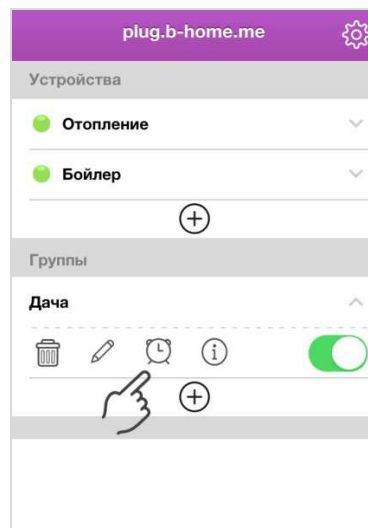 plug.b-home.me
Устройства
Отопление
Бойлер
Группы
Дача